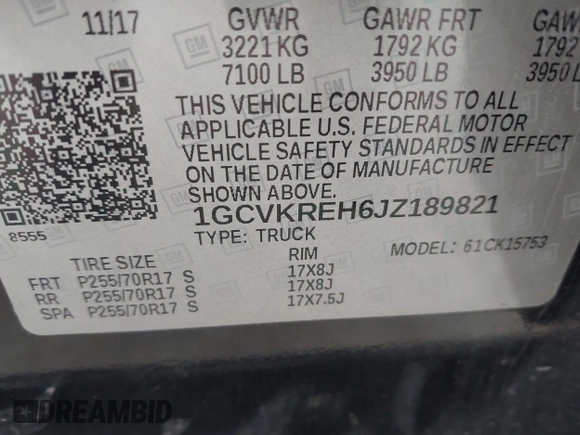 11/17 GVWR GAWR FRT GAW
3221 KG 1792 KG 1792
7100 LB 3950 LB 3950 L
THIS VEHICLE CONFORMS TO ALL
APPLICABLE U.S. FEDERAL MOTOR
VEHICLE SAFETY STANDARDS IN EFFECT
ON THE DATE OF MANUFACTURE
SHOWN ABOVE.
8555
1GCVKREH6JZ189821
TYPE: TRUCK MODEL: 61CK15753
TIRE SIZE RIM
FRT P255/70R17 S 17X8J
RR P255/70R17 S 17X8J
SPA P255/70R17 S 17X7.5J
DREAMBID